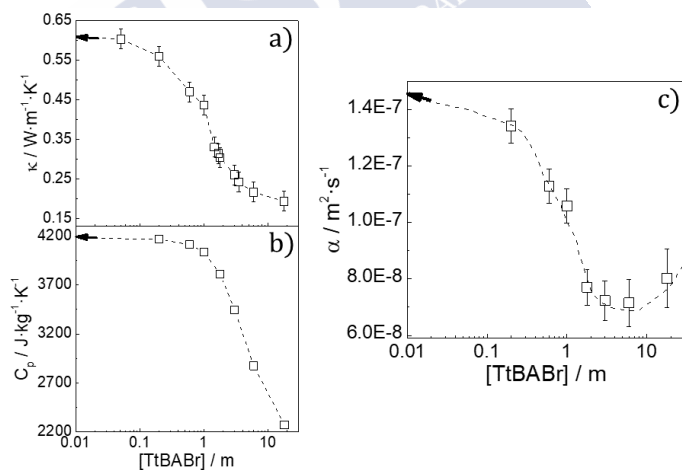 a)
0.65
0.55
0.45
0.35
0.25
0.15
κ / W·m⁻¹·K⁻¹
b)
4200
3700
3200
2700
2200
C_p / J·kg⁻¹·K⁻¹
0.01 0.1 1 10
[TtBABr] / m
c)
1.4E-7
1.2E-7
1.0E-7
8.0E-8
6.0E-8
α / m²·s⁻¹
0.01 0.1 1 10
[TtBABr] / m